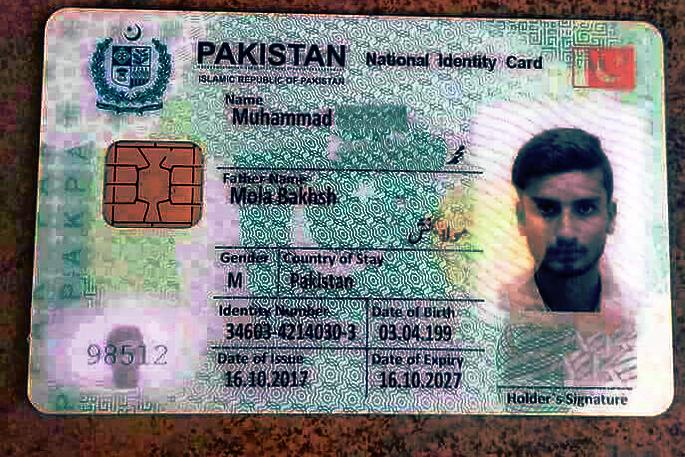 PAKISTAN National Identity Card
ISLAMIC REPUBLIC OF PAKISTAN
Name
Muhammad
Father Name
Mola Bakhsh
Gender Country of Stay
M Pakistan
Identity Number Date of Birth
34603-4214030-3 03.04.199
Date of Issue Date of Expiry
16.10.2017 16.10.2027
98512
Holder's Signature